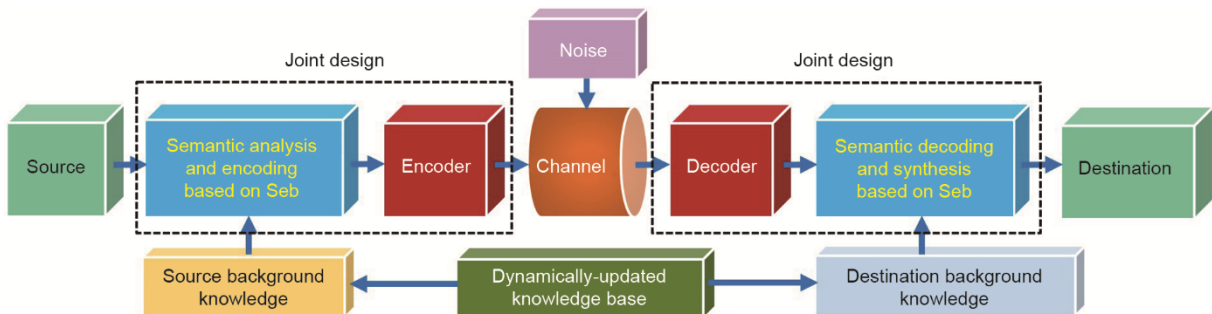 Joint design
Noise
Joint design
Source
Semantic analysis
and encoding
based on Seb
Encoder
Channel
Decoder
Semantic decoding
and synthesis
based on Seb
Destination
Source background
knowledge
Dynamically-updated
knowledge base
Destination background
knowledge